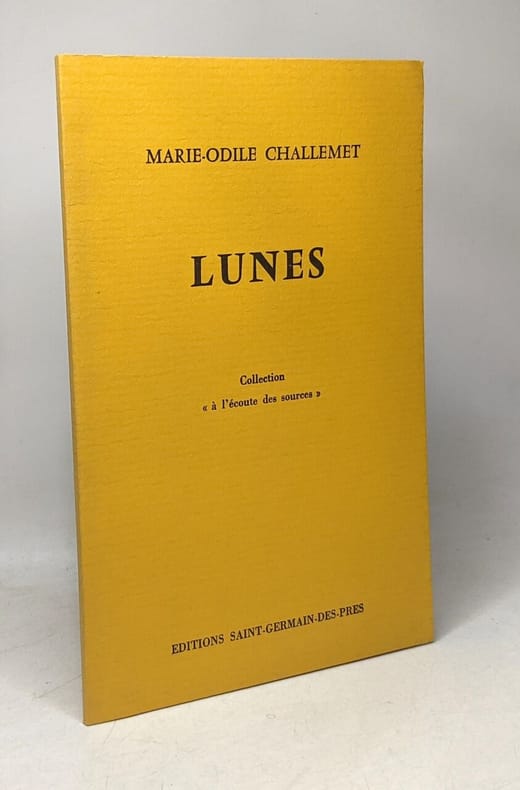 MARIE-ODILE CHALLEMET
LUNES
Collection
« à l'écoute des sources »
EDITIONS SAINT-GERMAIN-DES-PRES